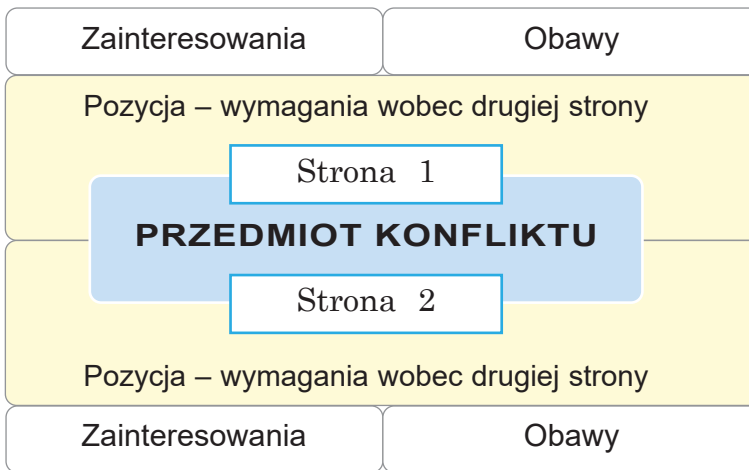 Zainteresowania
Obawy
Pozycja – wymagania wobec drugiej strony
Strona 1
PRZEDMIOT KONFLIKTU
Strona 2
Pozycja – wymagania wobec drugiej strony
Zainteresowania
Obawy